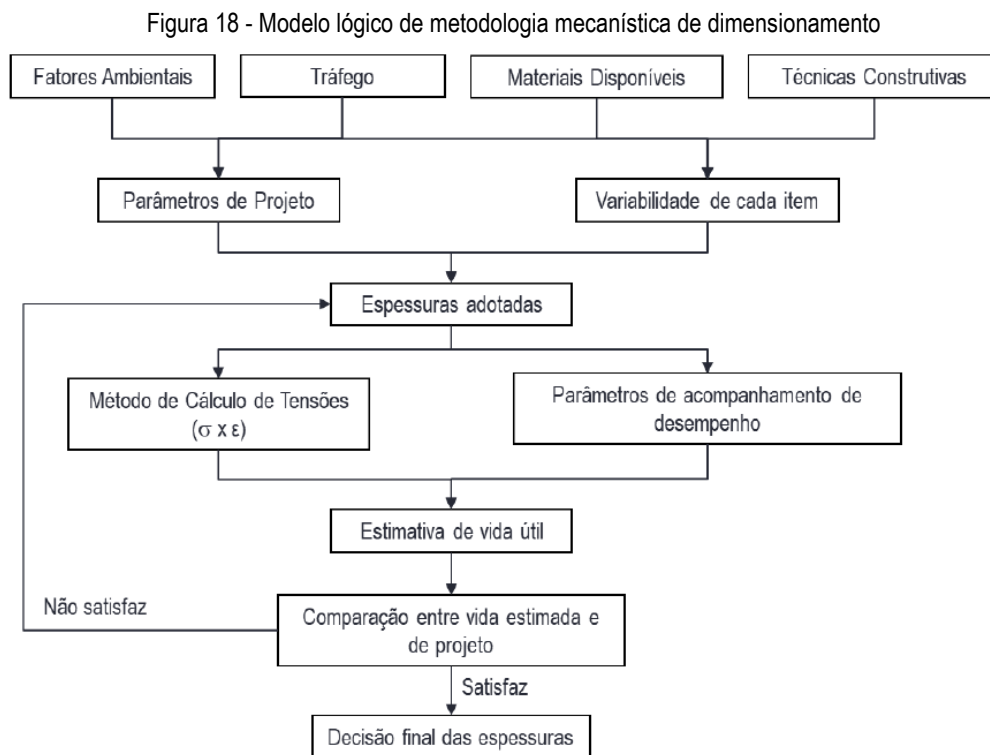 Figura 18 - Modelo lógico de metodologia mecanística de dimensionamento
Fatores Ambientais
Tráfego
Materiais Disponíveis
Técnicas Construtivas
Parâmetros de Projeto
Variabilidade de cada item
Espessuras adotadas
Método de Cálculo de Tensões
(σ x ε)
Parâmetros de acompanhamento de
desempenho
Estimativa de vida útil
Não satisfaz
Comparação entre vida estimada e
de projeto
Satisfaz
Decisão final das espessuras